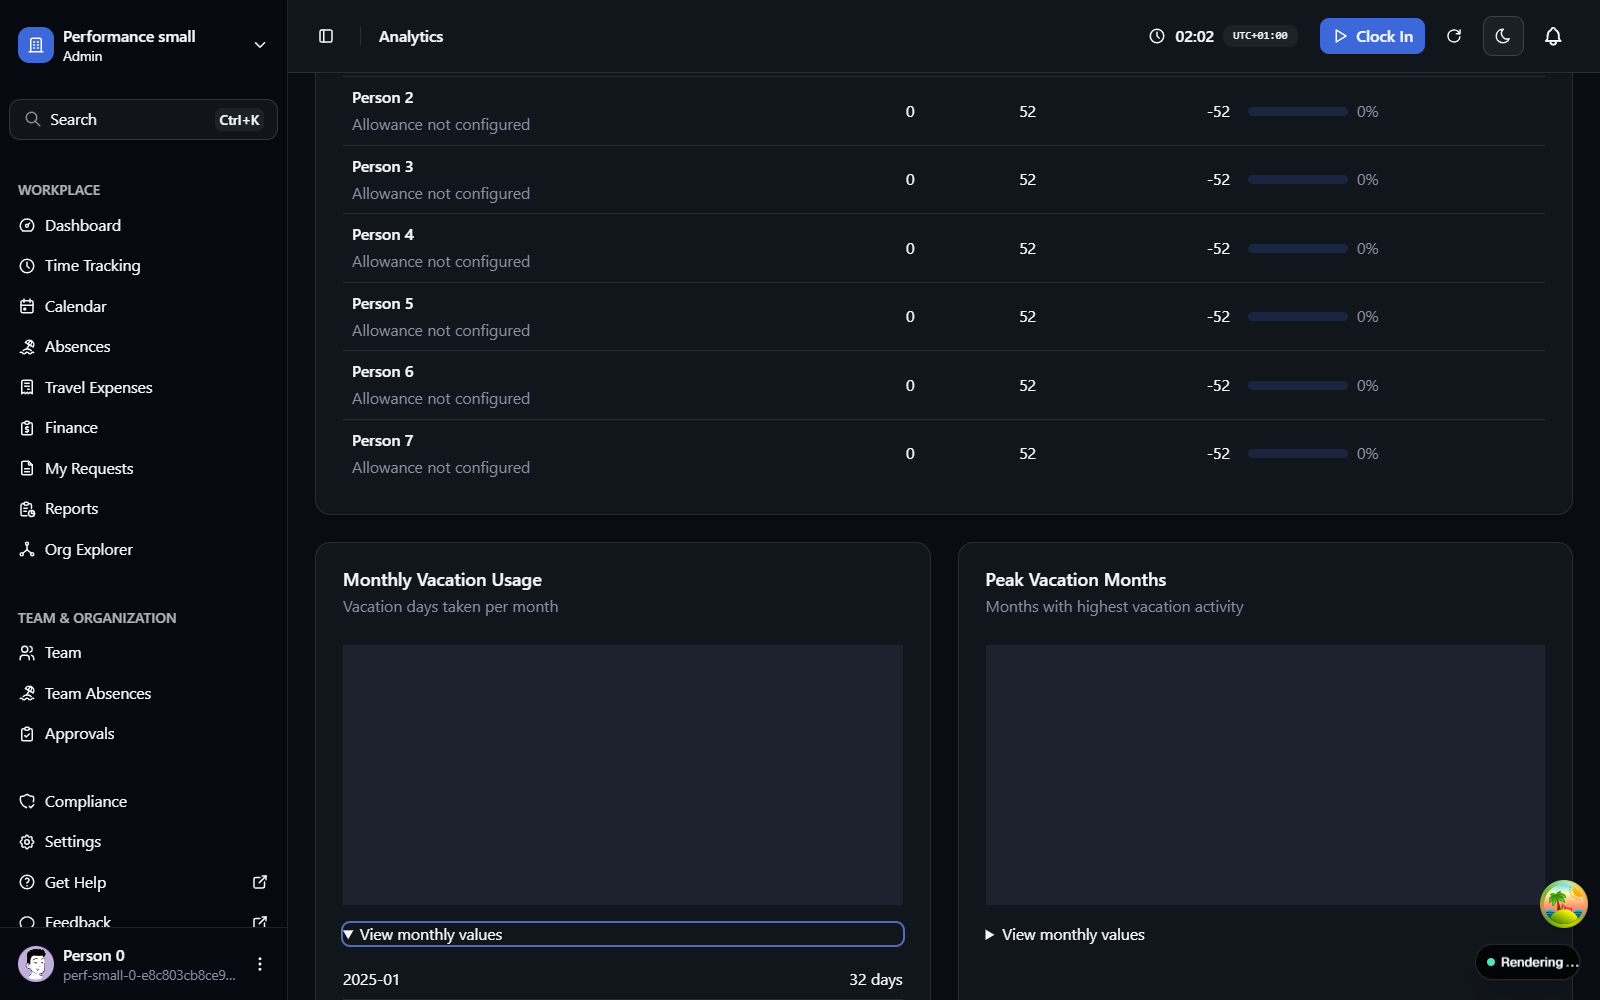 Performance small
Admin
Search Ctrl+K
WORKPLACE
Dashboard
Time Tracking
Calendar
Absences
Travel Expenses
Finance
My Requests
Reports
Org Explorer
TEAM & ORGANIZATION
Team
Team Absences
Approvals
Compliance
Settings
Get Help
Feedback
Person 0
perf-small-0-e8c803cb8ce9...
Analytics
02:02 UTC+01:00 Clock In
Person 2
Allowance not configured
0 52 -52 0%
Person 3
Allowance not configured
0 52 -52 0%
Person 4
Allowance not configured
0 52 -52 0%
Person 5
Allowance not configured
0 52 -52 0%
Person 6
Allowance not configured
0 52 -52 0%
Person 7
Allowance not configured
0 52 -52 0%
Monthly Vacation Usage
Vacation days taken per month
View monthly values
2025-01 32 days
Peak Vacation Months
Months with highest vacation activity
View monthly values
Rendering...